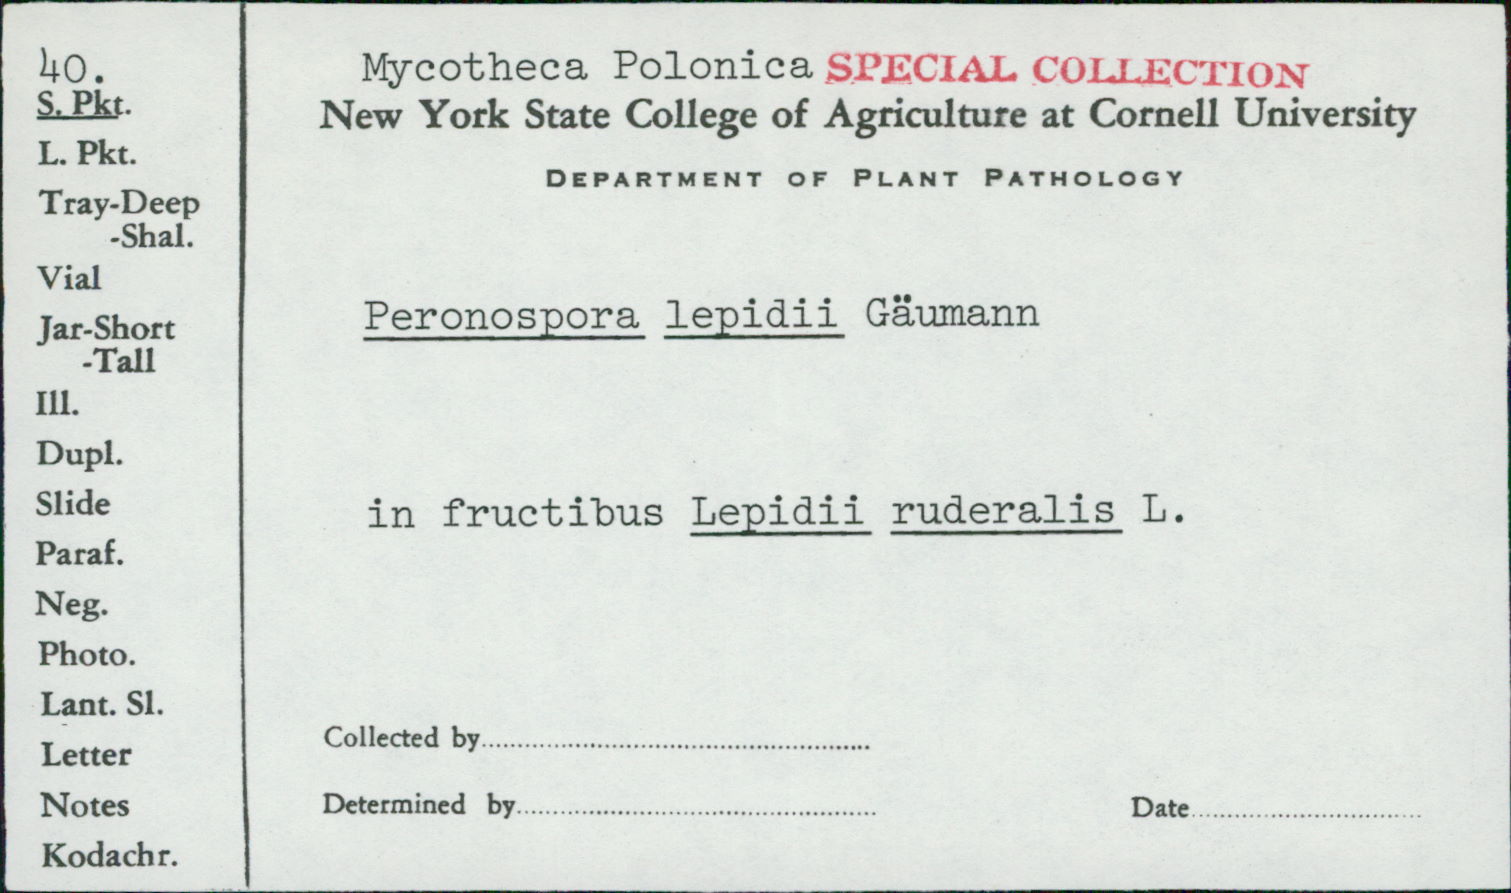 40.
S. Pkt.
L. Pkt.
Tray-Deep
-Shal.
Vial
Jar-Short
-Tall
Ill.
Dupl.
Slide
Paraf.
Neg.
Photo.
Lant. Sl.
Letter
Notes
Kodachr.
Mycotheca Polonica SPECIAL COLLECTION
New York State College of Agriculture at Cornell University
DEPARTMENT OF PLANT PATHOLOGY
Peronospora lepidii Gäumann
in fructibus Lepidii ruderalis L.
Collected by
Determined by
Date